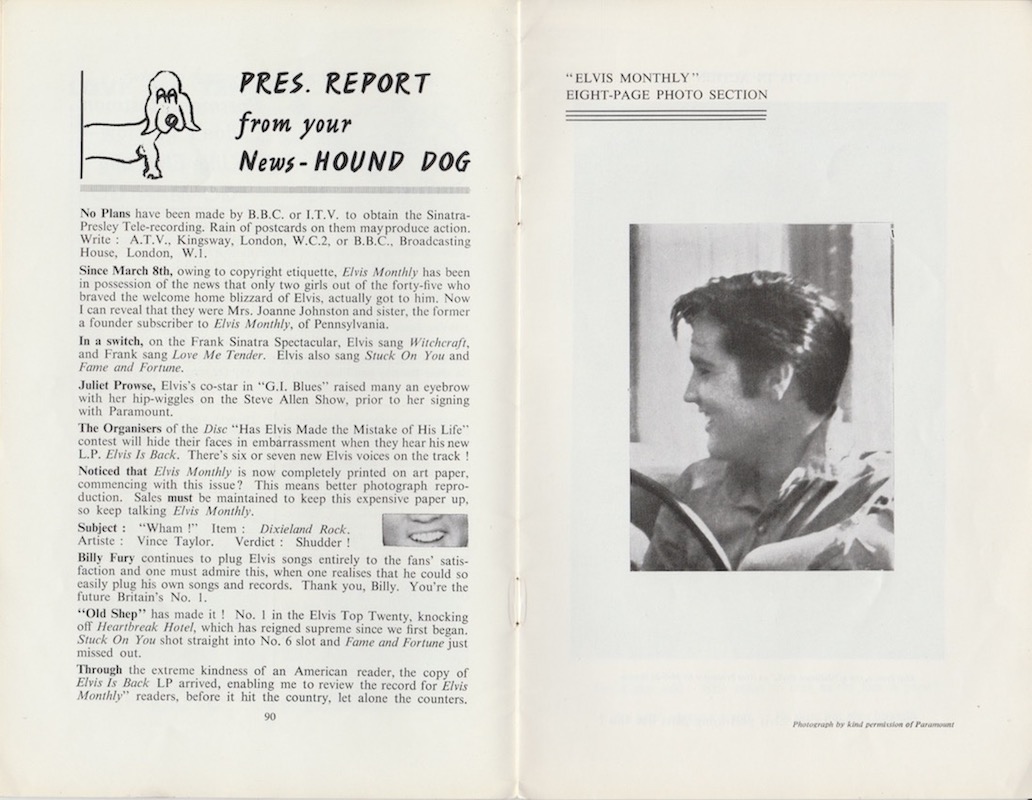 PRES. REPORT
from your
News-HOUND DOG
No Plans have been made by B.B.C. or I.T.V. to obtain the Sinatra-
Presley Tele-recording. Rain of postcards on them may produce action.
Write : A.T.V., Kingsway, London, W.C.2, or B.B.C., Broadcasting
House, London, W.1.
Since March 8th, owing to copyright etiquette, Elvis Monthly has been
in possession of the news that only two girls out of the forty-five who
braved the welcome home blizzard of Elvis, actually got to him. Now
I can reveal that they were Mrs. Joanne Johnston and sister, the former
a founder subscriber to Elvis Monthly, of Pennsylvania.
In a switch, on the Frank Sinatra Spectacular, Elvis sang Witchcraft,
and Frank sang Love Me Tender. Elvis also sang Stuck On You and
Fame and Fortune.
Juliet Prowse, Elvis's co-star in "G.I. Blues" raised many an eyebrow
with her hip-wiggles on the Steve Allen Show, prior to her signing
with Paramount.
The Organisers of the Disc "Has Elvis Made the Mistake of His Life"
contest will hide their faces in embarrassment when they hear his new
L.P. Elvis Is Back. There's six or seven new Elvis voices on the track !
Noticed that Elvis Monthly is now completely printed on art paper,
commencing with this issue? This means better photograph repro-
duction. Sales must be maintained to keep this expensive paper up,
so keep talking Elvis Monthly.
Subject : "Wham !" Item : Dixieland Rock.
Artiste : Vince Taylor. Verdict : Shudder !
Billy Fury continues to plug Elvis songs entirely to the fans' satis-
faction and one must admire this, when one realises that he could so
easily plug his own songs and records. Thank you, Billy. You're the
future Britain's No. 1.
"Old Shep" has made it ! No. 1 in the Elvis Top Twenty, knocking
off Heartbreak Hotel, which has reigned supreme since we first began.
Stuck On You shot straight into No. 6 slot and Fame and Fortune just
missed out.
Through the extreme kindness of an American reader, the copy of
Elvis Is Back LP arrived, enabling me to review the record for Elvis
Monthly" readers, before it hit the country, let alone the counters.
90
"ELVIS MONTHLY"
EIGHT-PAGE PHOTO SECTION
Photograph by kind permission of Paramount